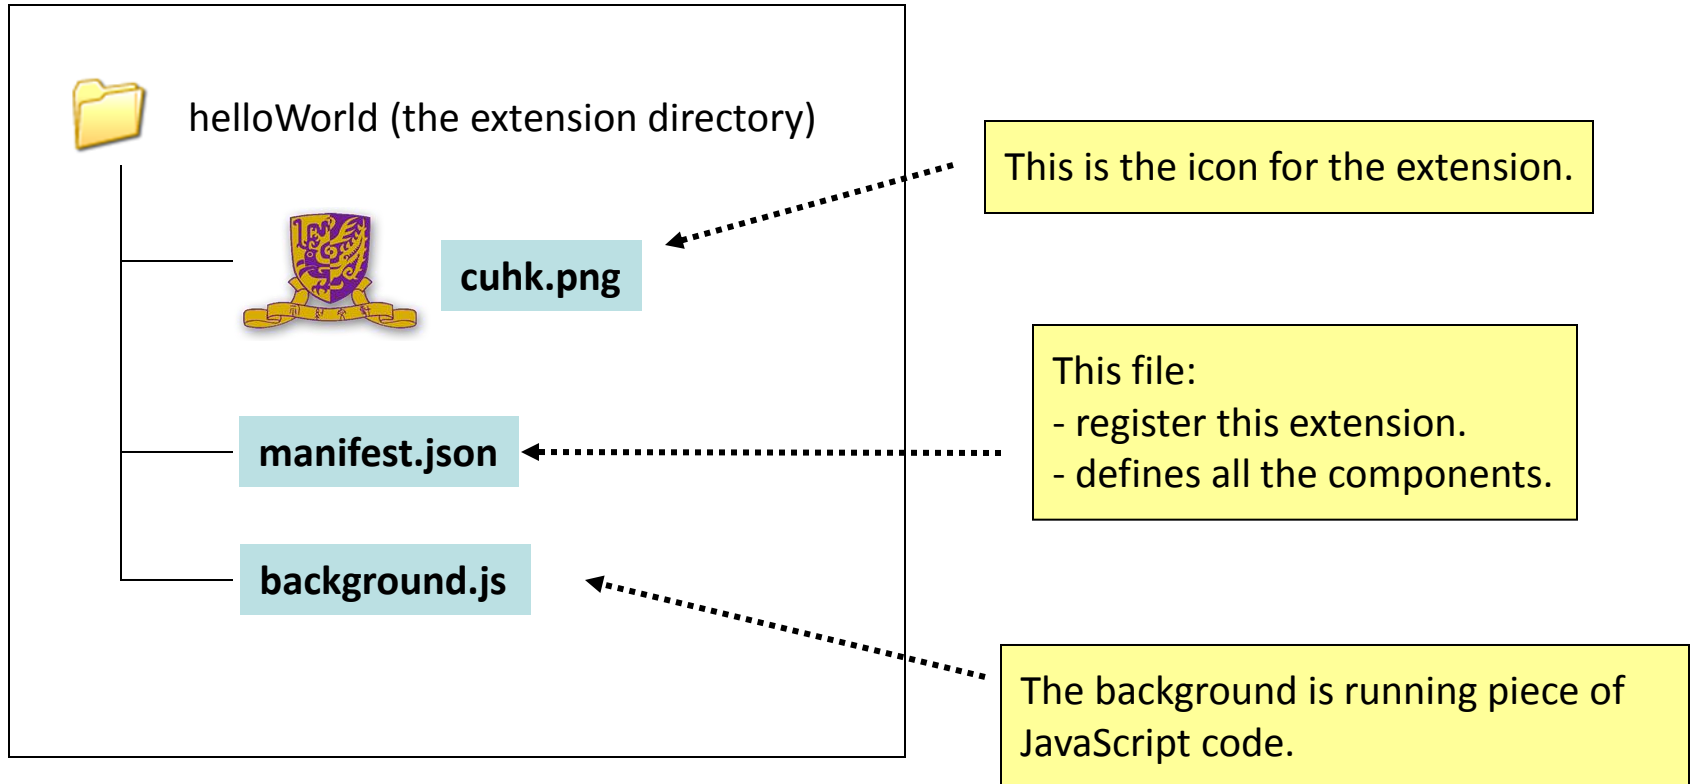 helloWorld (the extension directory)
This is the icon for the extension.
cuhk.png
This file:
- register this extension.
- defines all the components.
manifest.json
background.js
The background is running piece of
JavaScript code.